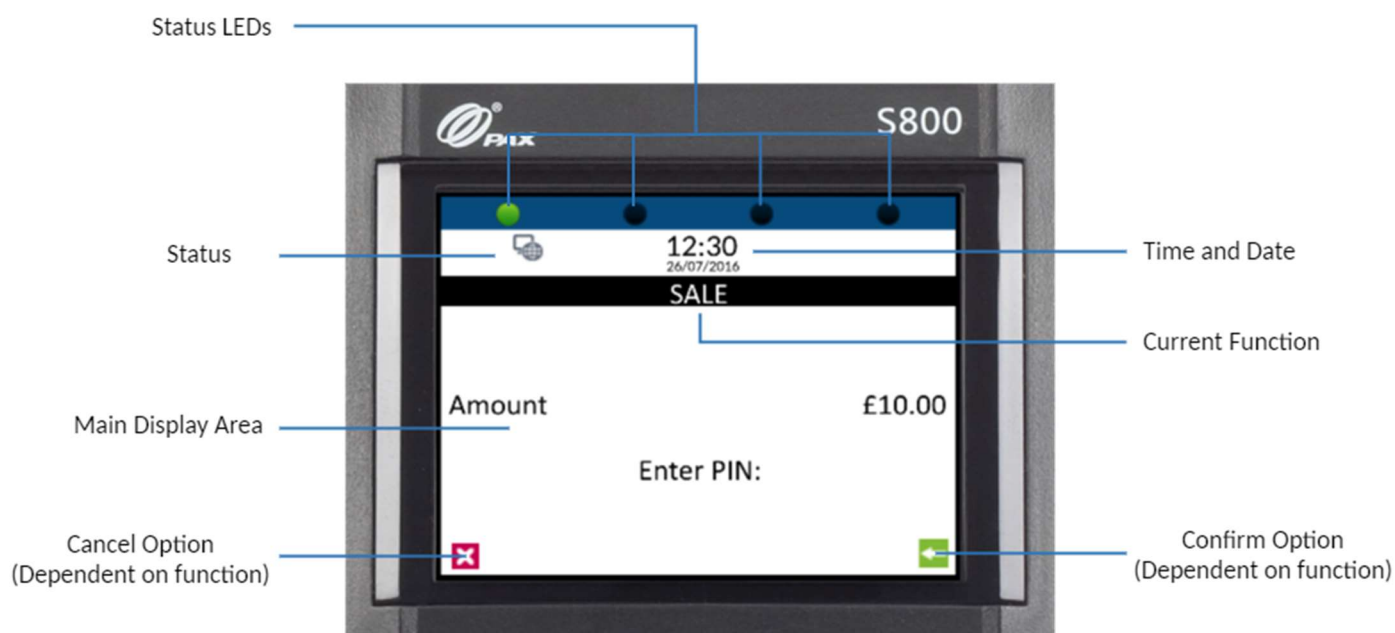 Status LEDs
PAX
S800
Status
12:30
26/07/2016
Time and Date
SALE
Current Function
Amount
£10.00
Main Display Area
Enter PIN:
Cancel Option
(Dependent on function)
Confirm Option
(Dependent on function)